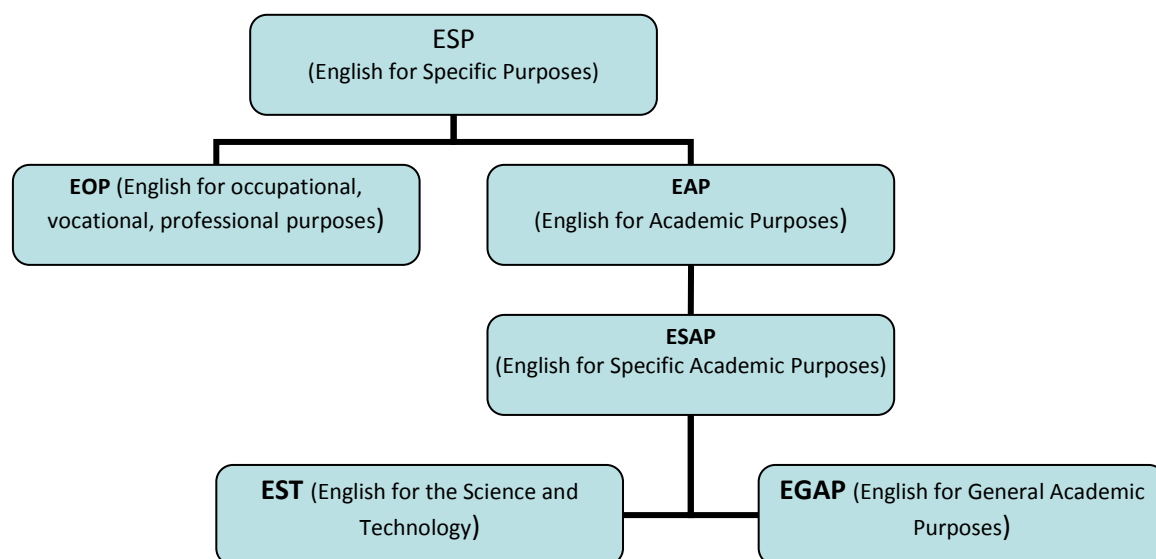 ESP
(English for Specific Purposes)
EOP (English for occupational,
vocational, professional purposes)
EAP
(English for Academic Purposes)
ESAP
(English for Specific Academic Purposes)
EST (English for the Science and
Technology)
EGAP (English for General Academic
Purposes)